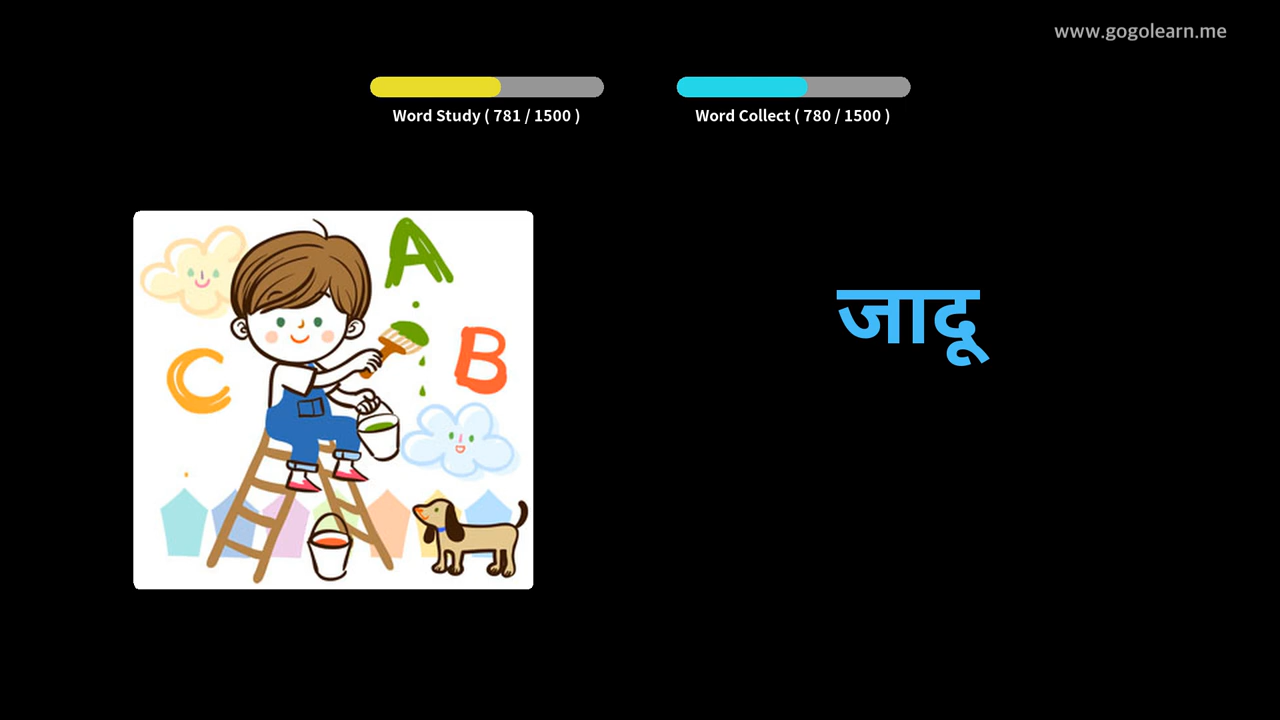 www.gogolearn.me
Word Study ( 781 / 1500 )
Word Collect ( 780 / 1500 )
A
B
C
जादू